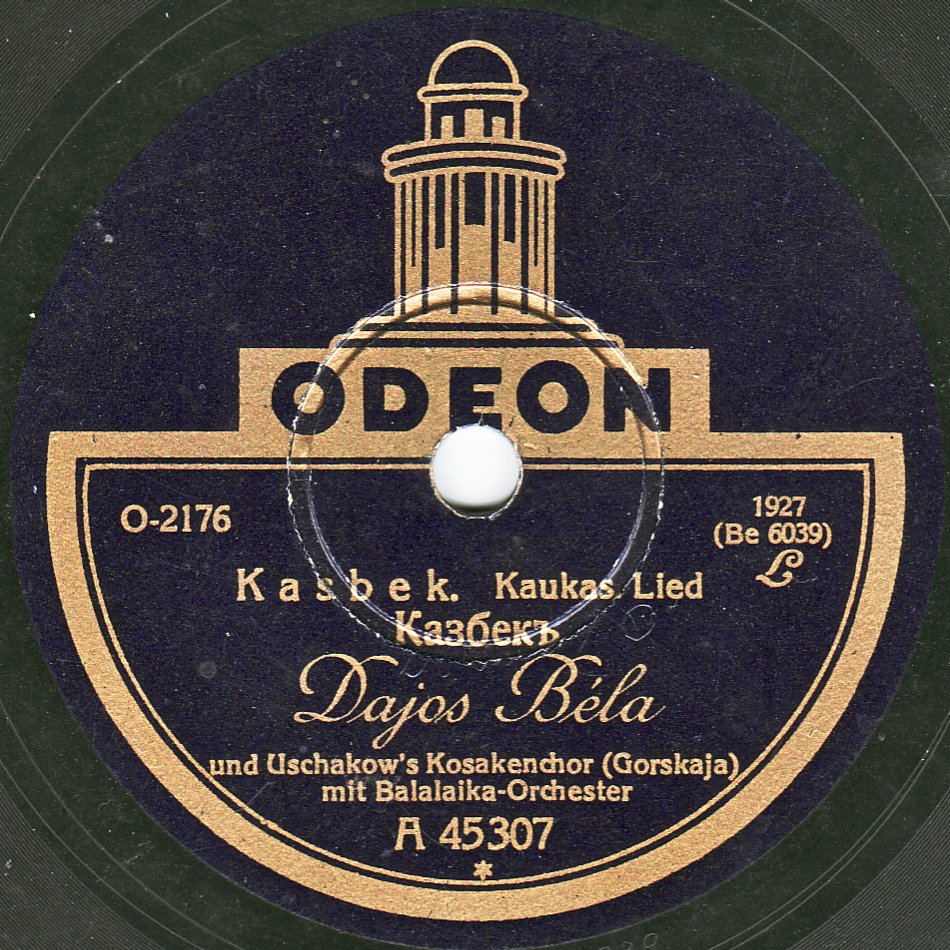 ODEON
O-2176
1927
(Be 6039)
L
Kasbek. Kaukas. Lied
Казбекъ
Dajos Béla
und Uschakow's Kosakenchor (Gorskaja)
mit Balalaika-Orchester
A 45307
*